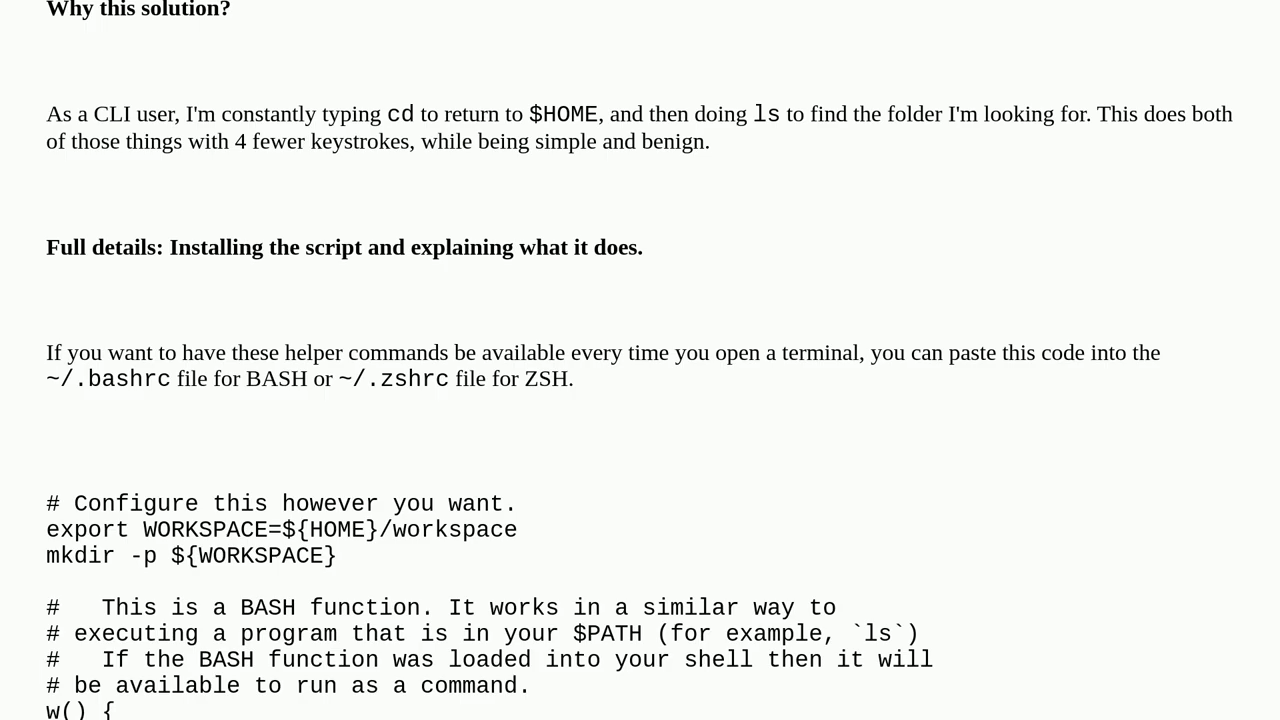 Why this solution?
As a CLI user, I'm constantly typing cd to return to $HOME, and then doing ls to find the folder I'm looking for. This does both
of those things with 4 fewer keystrokes, while being simple and benign.
Full details: Installing the script and explaining what it does.
If you want to have these helper commands be available every time you open a terminal, you can paste this code into the
~/.bashrc file for BASH or ~/.zshrc file for ZSH.
# Configure this however you want.
export WORKSPACE=${HOME}/workspace
mkdir -p ${WORKSPACE}
#   This is a BASH function. It works in a similar way to
# executing a program that is in your $PATH (for example, `ls`)
#   If the BASH function was loaded into your shell then it will
# be available to run as a command.
w() {